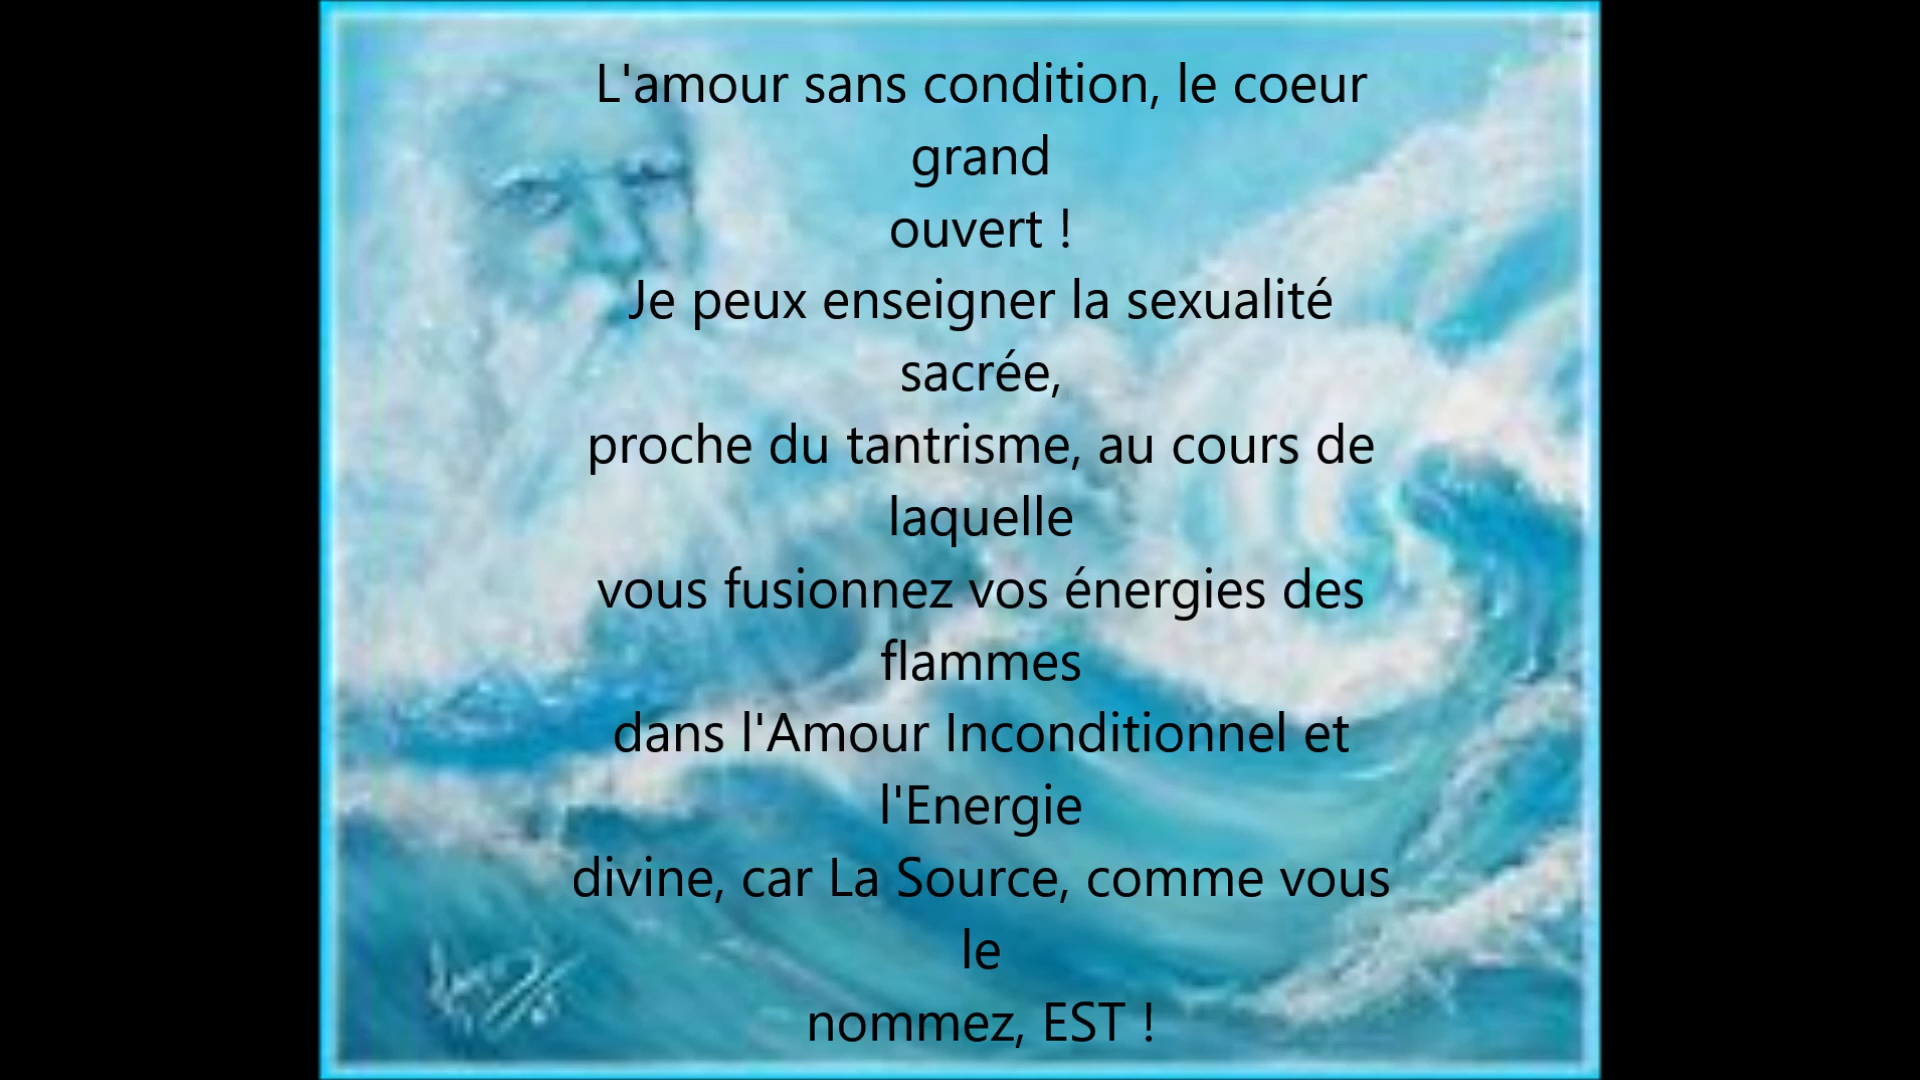 L'amour sans condition, le coeur
grand
ouvert !
Je peux enseigner la sexualité
sacrée,
proche du tantrisme, au cours de
laquelle
vous fusionnez vos énergies des
flammes
dans l'Amour Inconditionnel et
l'Energie
divine, car La Source, comme vous
le
nommez, EST !